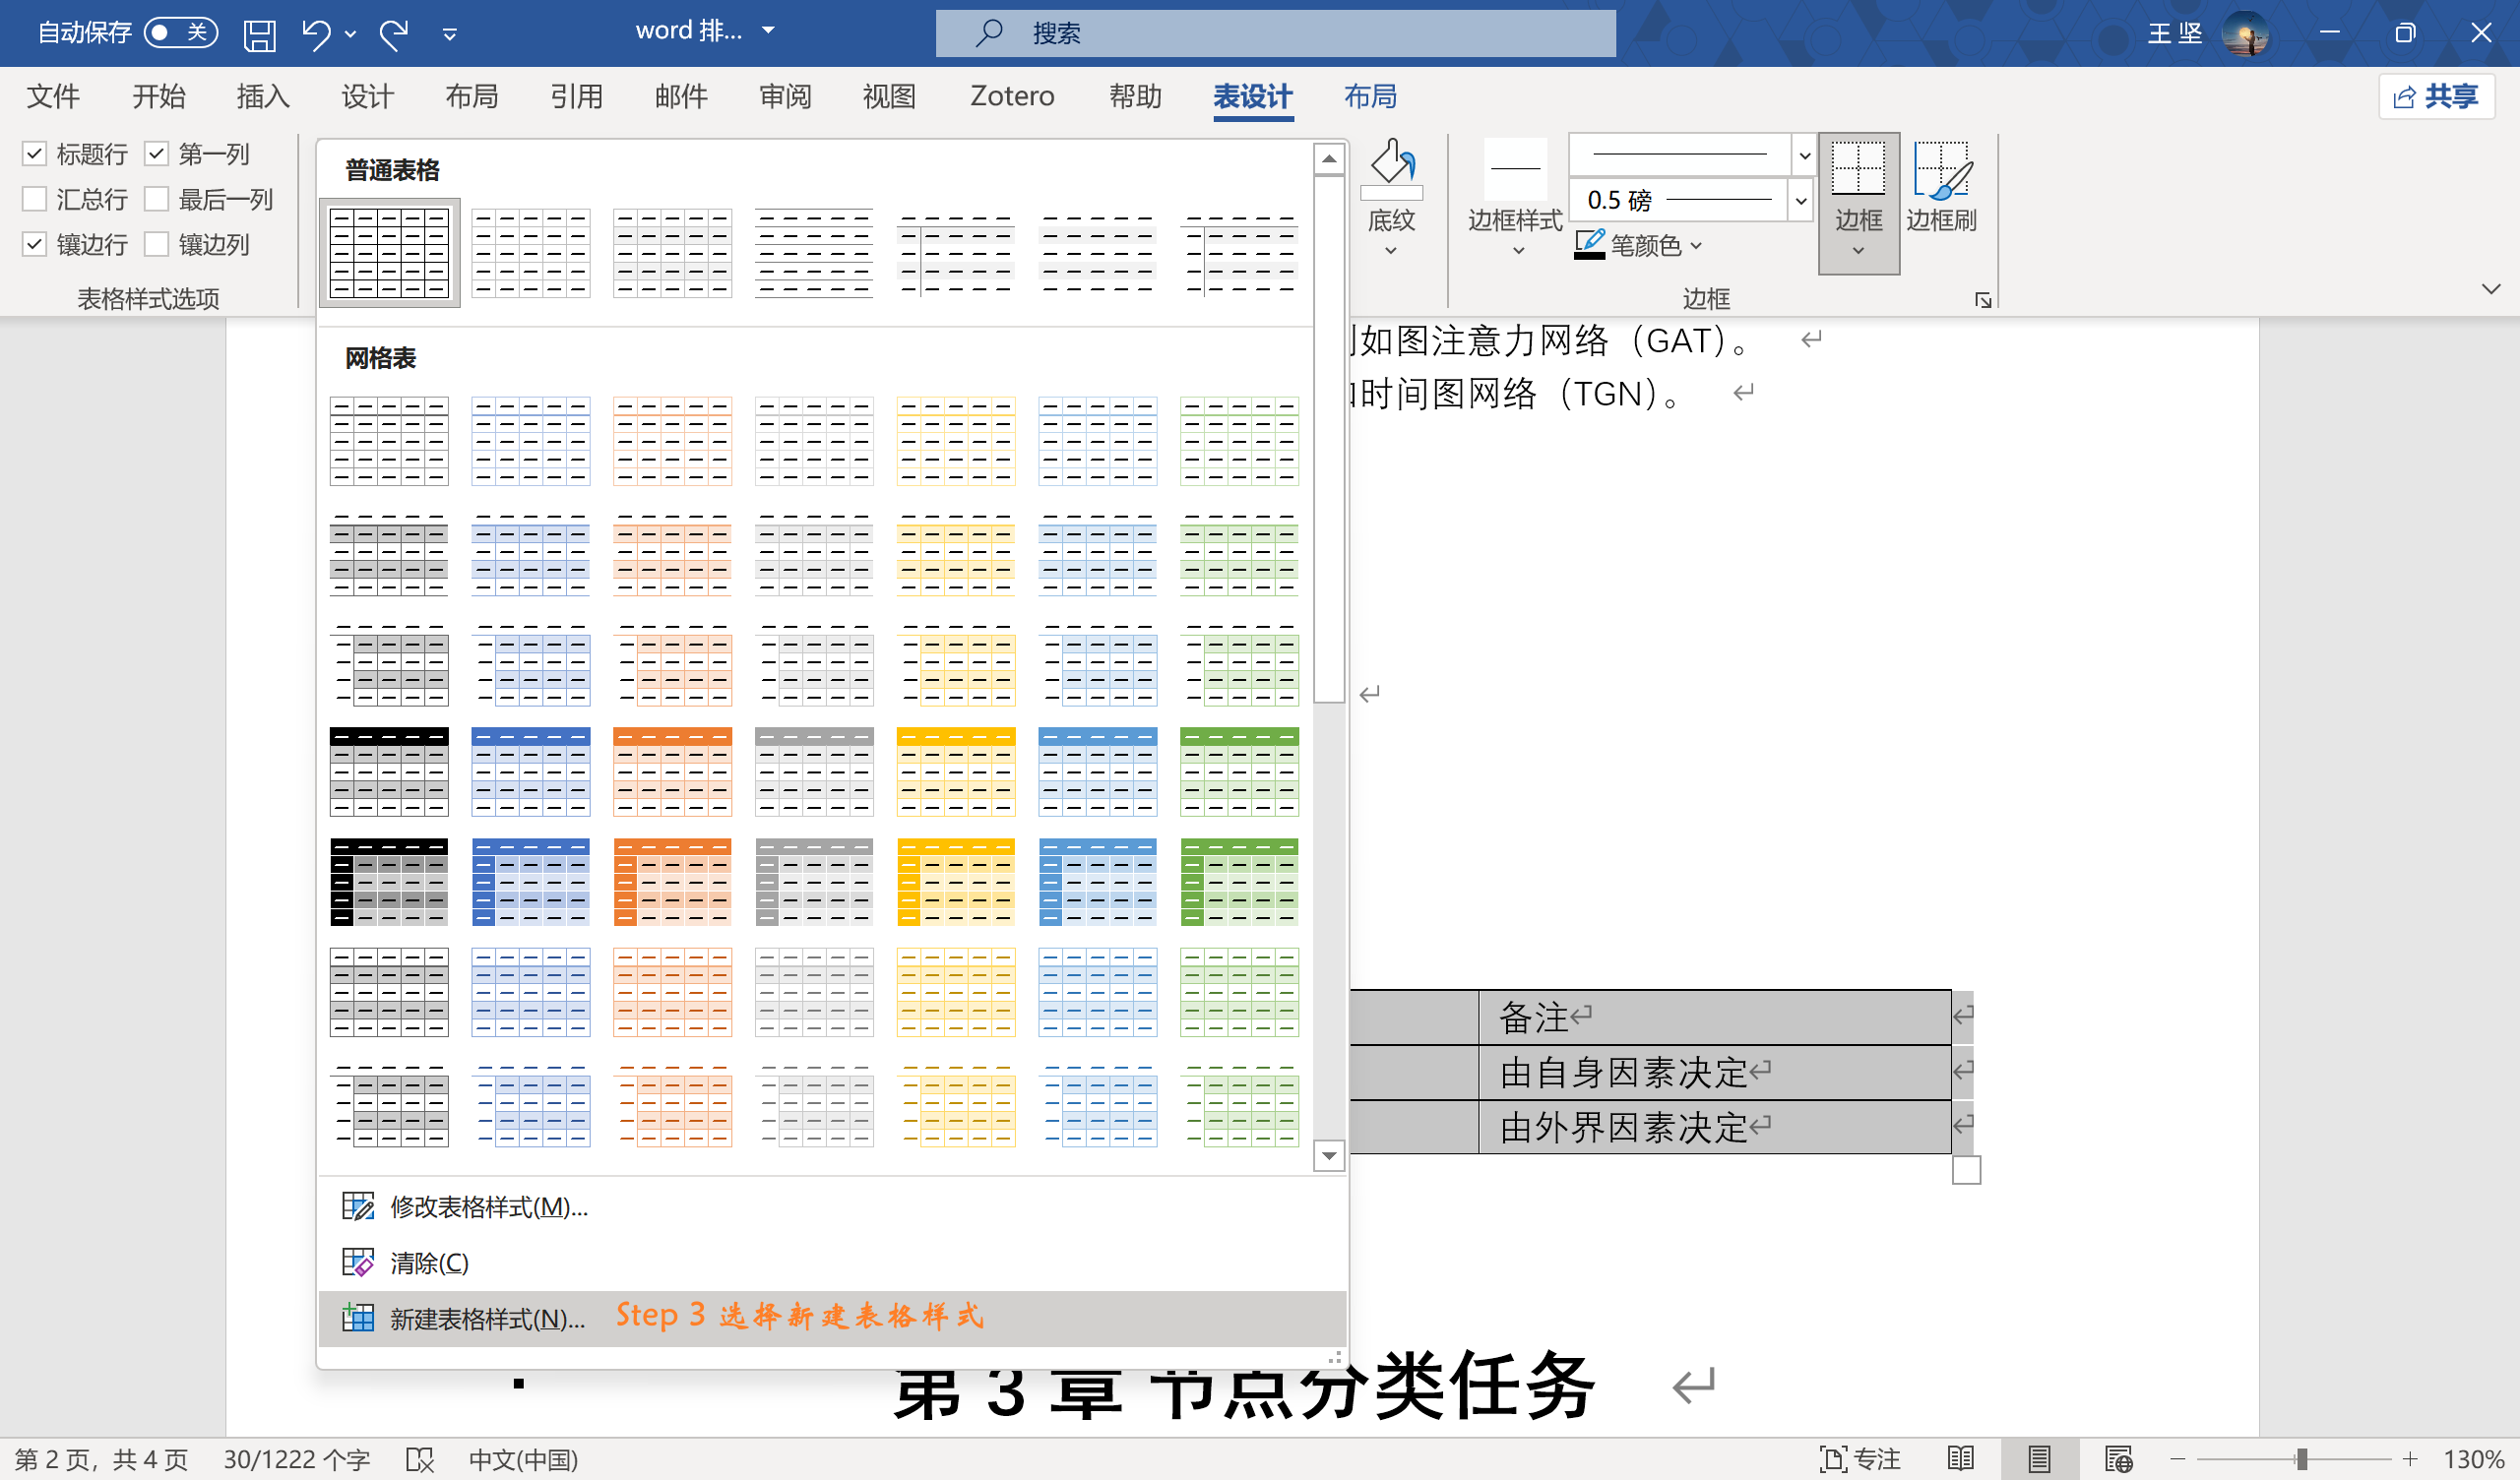 自动保存 关 word 排... 搜索 王 坚
文件 开始 插入 设计 布局 引用 邮件 审阅 视图 Zotero 帮助 表设计 布局 共享
标题行 第一列
汇总行 最后一列
镶边行 镶边列
表格样式选项
普通表格
网格表
底纹
边框样式
0.5 磅
笔颜色
边框
边框刷
边框
如图注意力网络（GAT）。
时间图网络（TGN）。
备注
由自身因素决定
由外界因素决定
修改表格样式(M)...
清除(C)
新建表格样式(N)... Step 3 选择新建表格样式
第 3 章 节点分类任务
第 2 页，共 4 页 30/1222 个字 中文(中国) 专注 130%